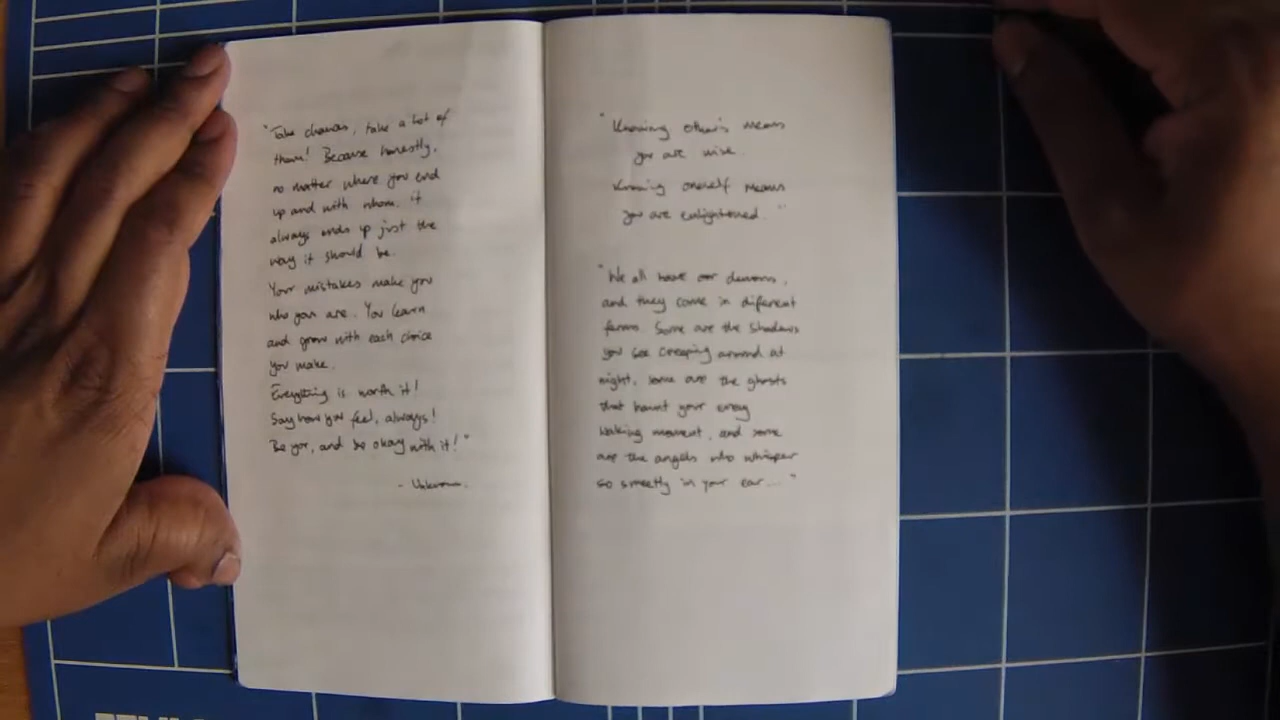 "Take chances, take a lot of
them! Because honestly,
no matter where you end
up and with whom, it
always ends up just the
way it should be.
Your mistakes make you
who you are. You learn
and grow with each choice
you make.
Everything is worth it!
Say how you feel, always!
Be you, and be okay with it!"
- Unknown.
"Knowing other's means
you are wise.
Knowing oneself means
you are enlightened."
"We all have our demons,
and they come in different
forms. Some are the shadows
you see creeping around at
night, some are the ghosts
that haunt your every
waking moment, and some
are the angels who whisper
so sweetly in your ear...."